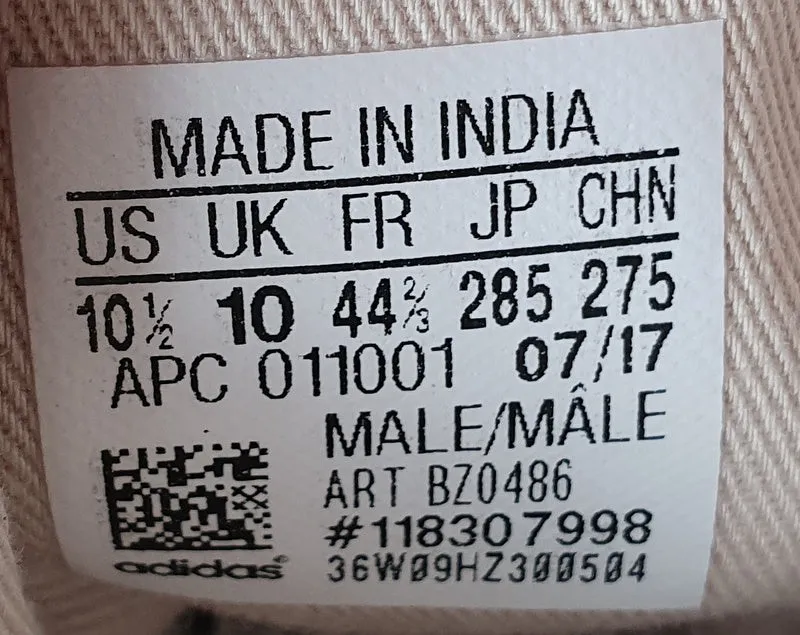 MADE IN INDIA
US UK FR JP CHN
10½ 10 44⅔ 285 275
APC 011001 07/17
MALE/MÂLE
ART BZ0486
#118307998
adidas® 36W09HZ300504